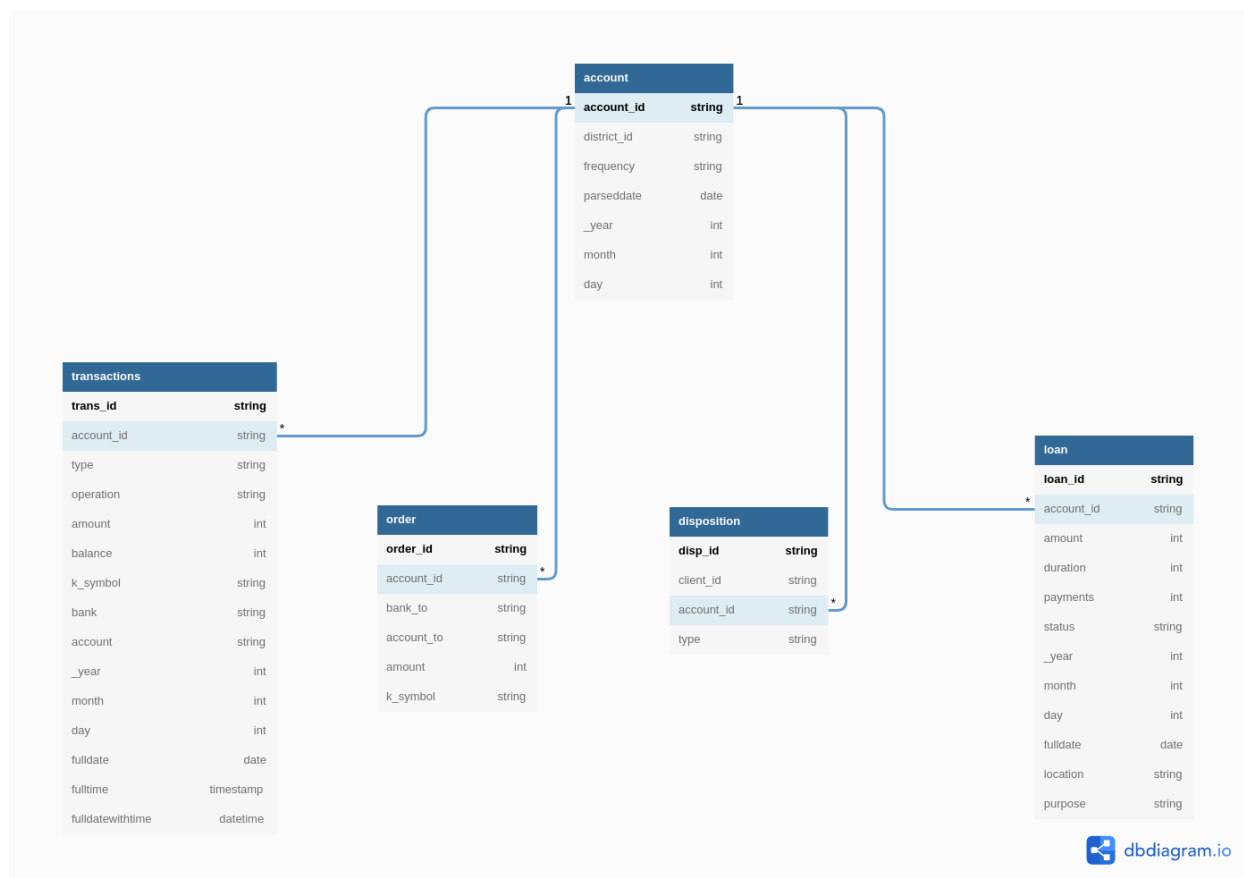 account
1 account_id string 1
district_id string
frequency string
parseddate date
_year int
month int
day int
transactions
trans_id string
account_id string *
type string
operation string
amount int
balance int
k_symbol string
bank string
account string
_year int
month int
day int
fulldate date
fulltime timestamp
fulldatewithtime datetime
order
order_id string
account_id string *
bank_to string
account_to string
amount int
k_symbol string
disposition
disp_id string
client_id string
account_id string *
type string
loan
loan_id string
* account_id string
amount int
duration int
payments int
status string
_year int
month int
day int
fulldate date
location string
purpose string
dbdiagram.io